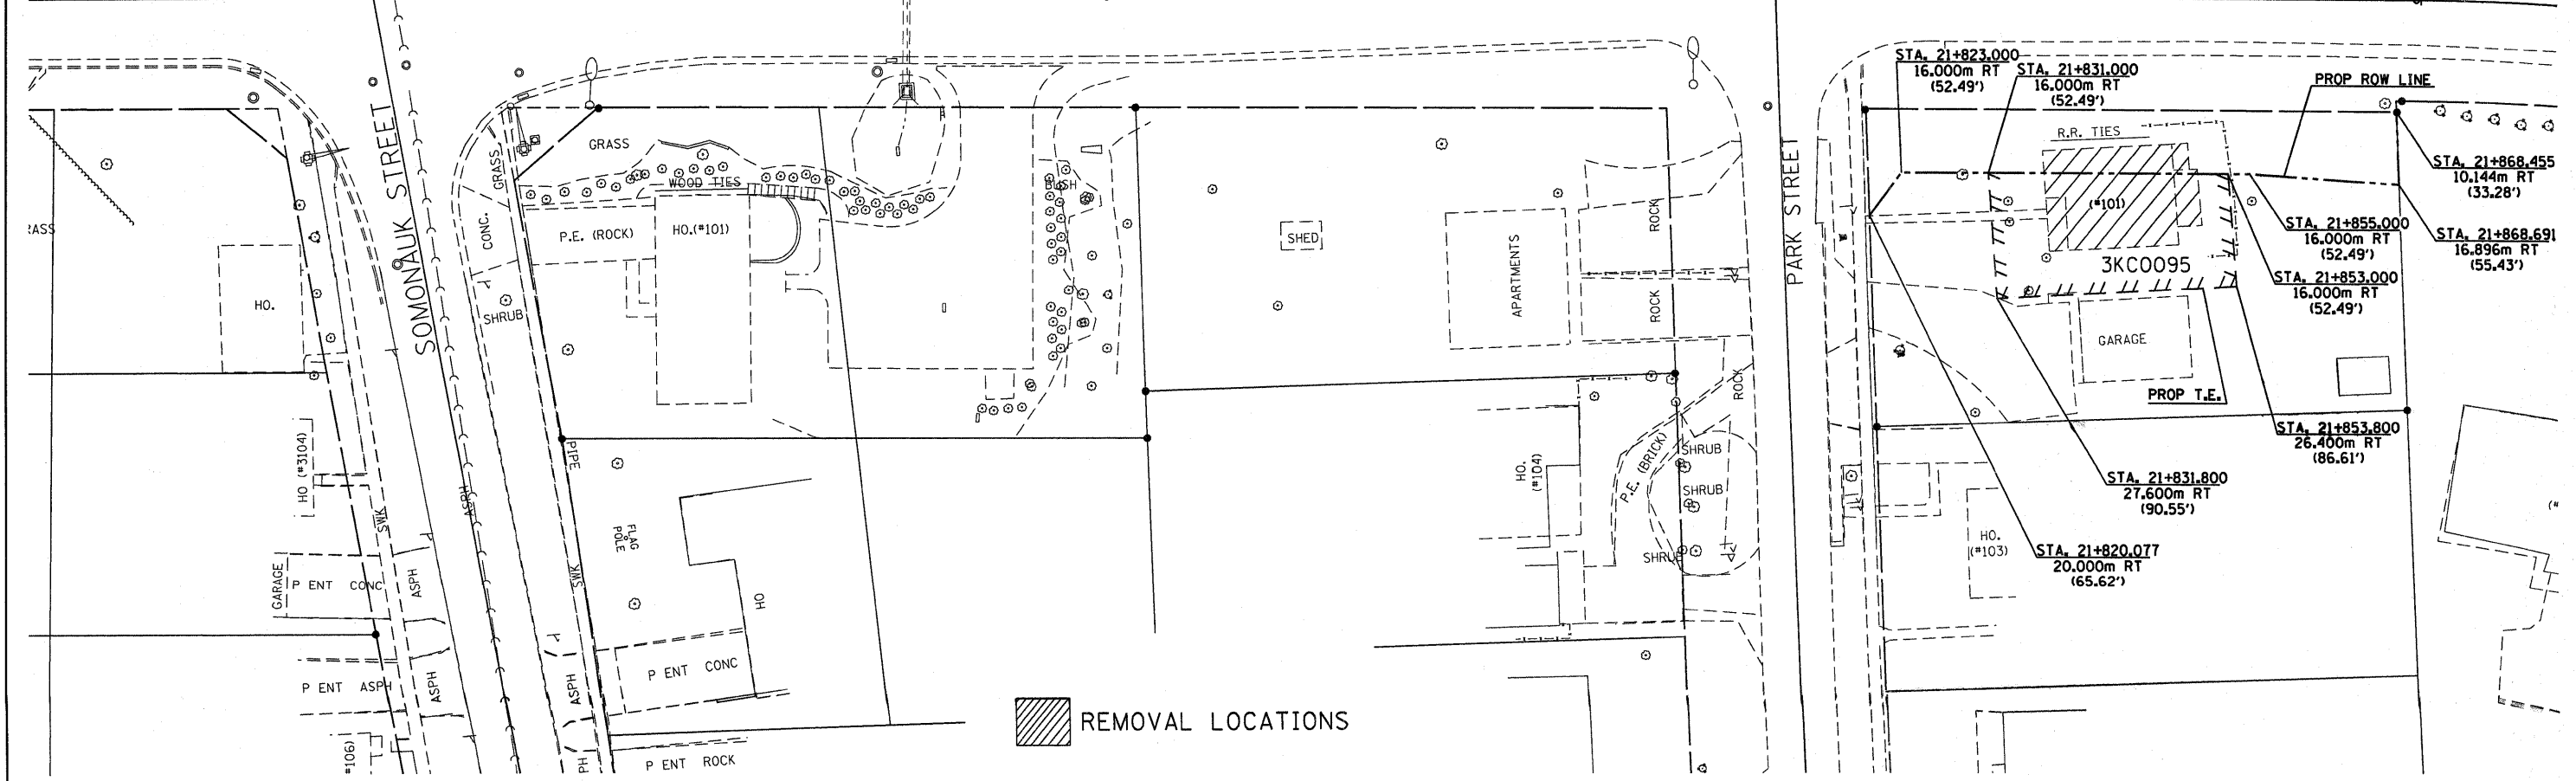 SOMONAUK STREET
GRASS
GRASS
WOOD TIES
CONC.
P.E. (ROCK)
HO.(#101)
SHRUB
HO.
HO (#3104)
SWK
ASPH
PIPE
FLAG
POLE
SWK
HO
GARAGE
P ENT CONC
ASPH
P ENT ASPH
ASPH
ASPH
P ENT CONC
P ENT ROCK
#106)
BUSH
SHED
APARTMENTS
ROCK
ROCK
ROCK
HO.
(#104)
P.E. (BRICK)
SHRUB
SHRUB
SHRUB
REMOVAL LOCATIONS
PARK STREET
STA. 21+823.000
16.000m RT
(52.49')
STA. 21+831.000
16.000m RT
(52.49')
PROP ROW LINE
R.R. TIES
(#101)
3KC0095
GARAGE
PROP T.E.
STA. 21+868.455
10.144m RT
(33.28')
STA. 21+855.000
16.000m RT
(52.49')
STA. 21+868.691
16.896m RT
(55.43')
STA. 21+853.000
16.000m RT
(52.49')
STA. 21+853.800
26.400m RT
(86.61')
STA. 21+831.800
27.600m RT
(90.55')
STA. 21+820.077
20.000m RT
(65.62')
HO.
(#103)